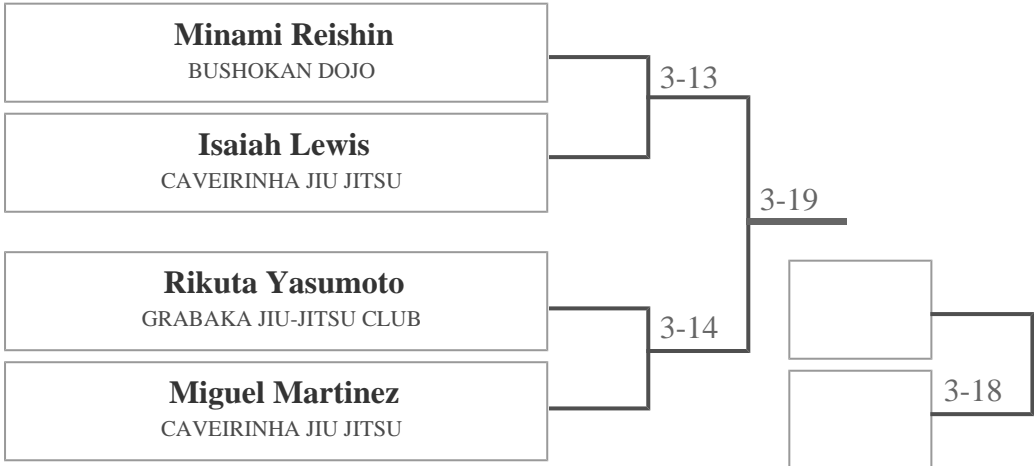 Minami Reishin
BUSHOKAN DOJO
3-13
Isaiah Lewis
CAVEIRINHA JIU JITSU
3-19
Rikuta Yasumoto
GRABAKA JIU-JITSU CLUB
3-14
Miguel Martinez
CAVEIRINHA JIU JITSU
3-18